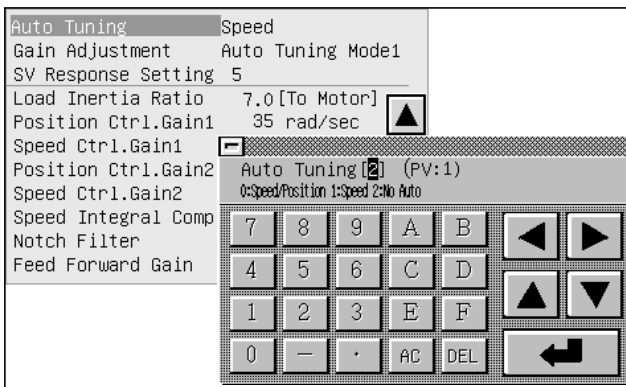 Auto Tuning Speed
Gain Adjustment Auto Tuning Mode1
SV Response Setting 5
Load Inertia Ratio 7.0 [To Motor]
Position Ctrl.Gain1 35 rad/sec
Speed Ctrl.Gain1
Position Ctrl.Gain2
Speed Ctrl.Gain2
Speed Integral Comp
Notch Filter
Feed Forward Gain
Auto Tuning[2] (PV:1)
0:Speed/Position 1:Speed 2:No Auto
7 8 9 A B
4 5 6 C D
1 2 3 E F
0 — · AC DEL